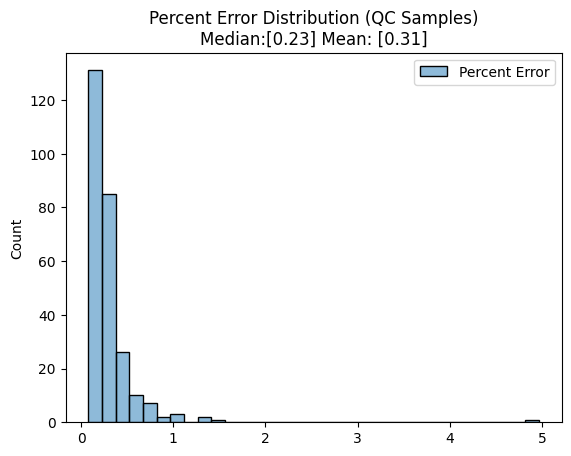 Percent Error Distribution (QC Samples)
Median:[0.23] Mean: [0.31]
Percent Error
Count
120
100
80
60
40
20
0
0 1 2 3 4 5